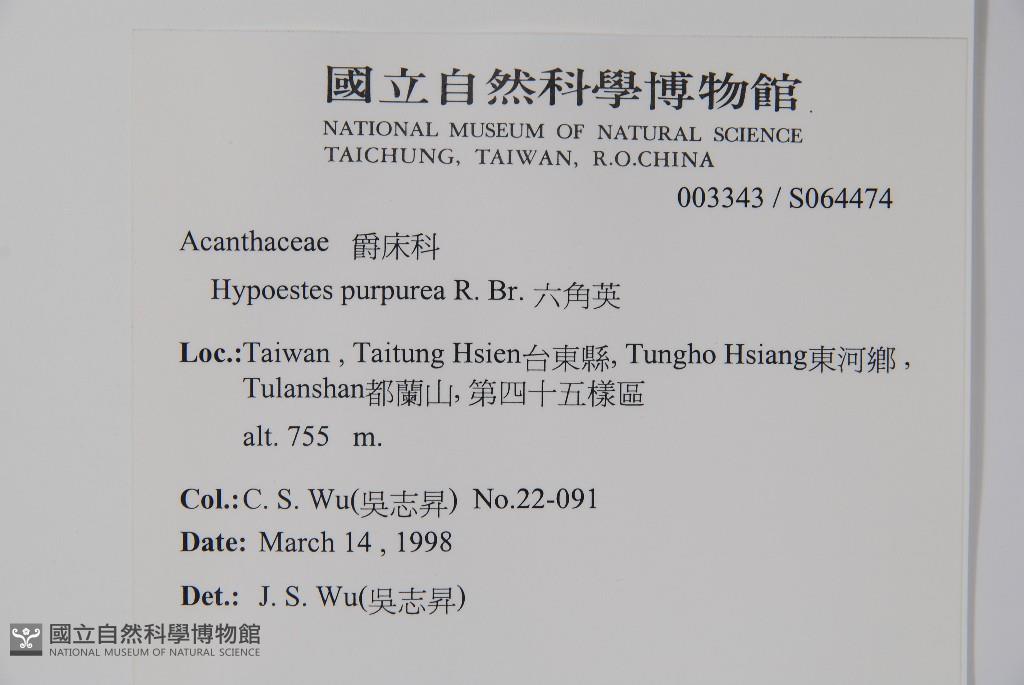 國立自然科學博物館
NATIONAL MUSEUM OF NATURAL SCIENCE
TAICHUNG, TAIWAN, R.O.CHINA
003343 / S064474
Acanthaceae 爵床科
Hypoestes purpurea R. Br. 六角英
Loc.:Taiwan , Taitung Hsien台東縣, Tungho Hsiang東河鄉 ,
Tulanshan都蘭山, 第四十五樣區
alt. 755 m.
Col.:C. S. Wu(吳志昇) No.22-091
Date: March 14 , 1998
Det.: J. S. Wu(吳志昇)
國立自然科學博物館
NATIONAL MUSEUM OF NATURAL SCIENCE